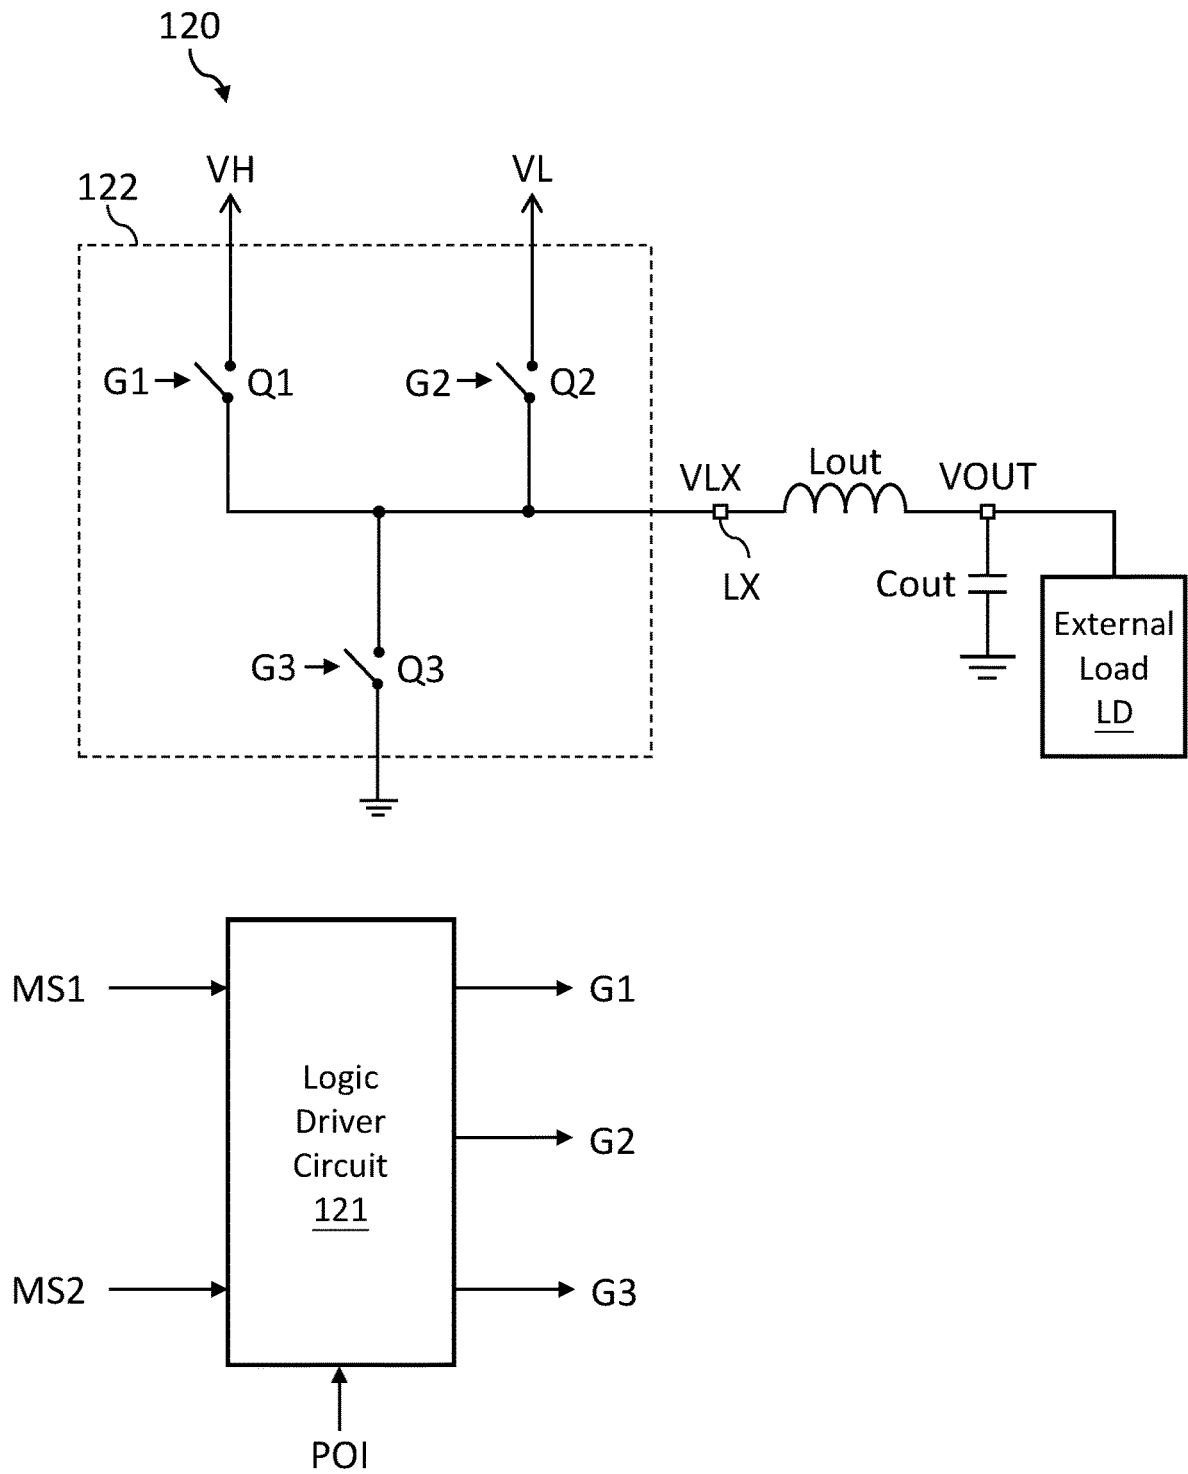 120
VH
VL
122
G1
Q1
G2
Q2
VLX
Lout
VOUT
LX
Cout
G3
Q3
External
Load
LD
MS1
G1
Logic
Driver
Circuit
121
G2
MS2
G3
POI